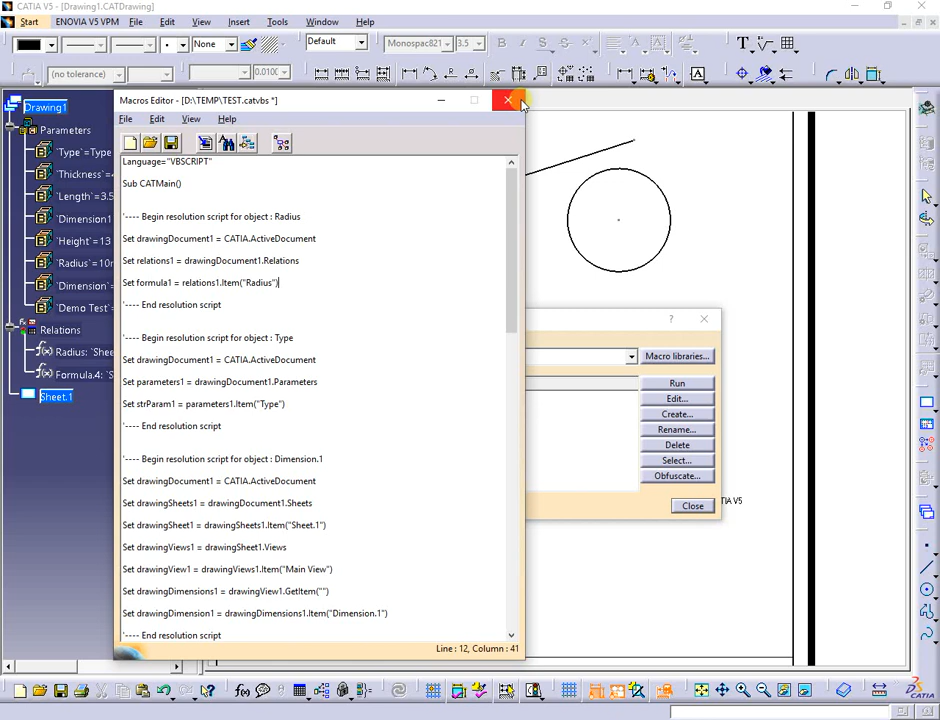 CATIA V5 - [Drawing1.CATDrawing]
Start ENOVIA V5 VPM File Edit View Insert Tools Window Help
None Default Monospac821 3.5
(no tolerance) 0.0100
Drawing1
Parameters
`Type`=Type
`Thickness`=
`Length`=3.5
`Dimension1
`Height`=13
`Radius`=10m
`Dimension`=
`Demo Test`=
Relations
Radius: `Shee
Formula.4: `S
Sheet.1
Macros Editor - [D:\TEMP\TEST.catvbs *]
File Edit View Help
Language="VBSCRIPT"
Sub CATMain()
'---- Begin resolution script for object : Radius
Set drawingDocument1 = CATIA.ActiveDocument
Set relations1 = drawingDocument1.Relations
Set formula1 = relations1.Item("Radius")
'---- End resolution script
'---- Begin resolution script for object : Type
Set drawingDocument1 = CATIA.ActiveDocument
Set parameters1 = drawingDocument1.Parameters
Set strParam1 = parameters1.Item("Type")
'---- End resolution script
'---- Begin resolution script for object : Dimension.1
Set drawingDocument1 = CATIA.ActiveDocument
Set drawingSheets1 = drawingDocument1.Sheets
Set drawingSheet1 = drawingSheets1.Item("Sheet.1")
Set drawingViews1 = drawingSheet1.Views
Set drawingView1 = drawingViews1.Item("Main View")
Set drawingDimensions1 = drawingView1.GetItem("")
Set drawingDimension1 = drawingDimensions1.Item("Dimension.1")
'---- End resolution script
Line : 12, Column : 41
?
Macro libraries...
Run
Edit...
Create...
Rename...
Delete
Select...
Obfuscate...
Close
TIA V5